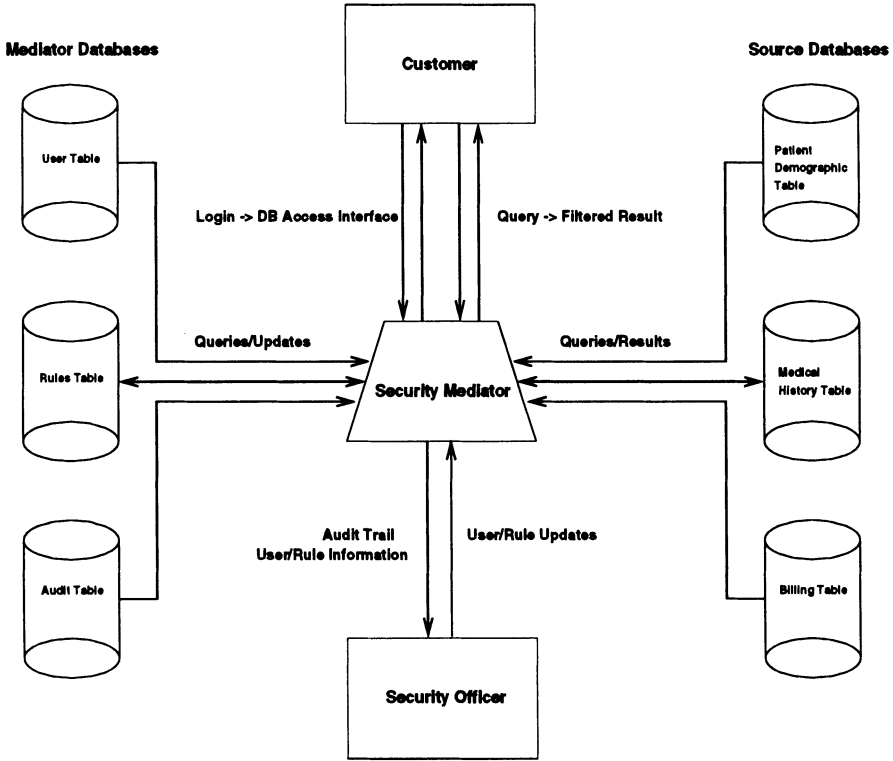 Mediator Databases
Customer
Source Databases
User Table
Patient
Demographic
Table
Login -> DB Access Interface
Query -> Filtered Result
Queries/Updates
Queries/Results
Rules Table
Security Mediator
Medical
History Table
Audit Trail
User/Rule Information
User/Rule Updates
Audit Table
Billing Table
Security Officer